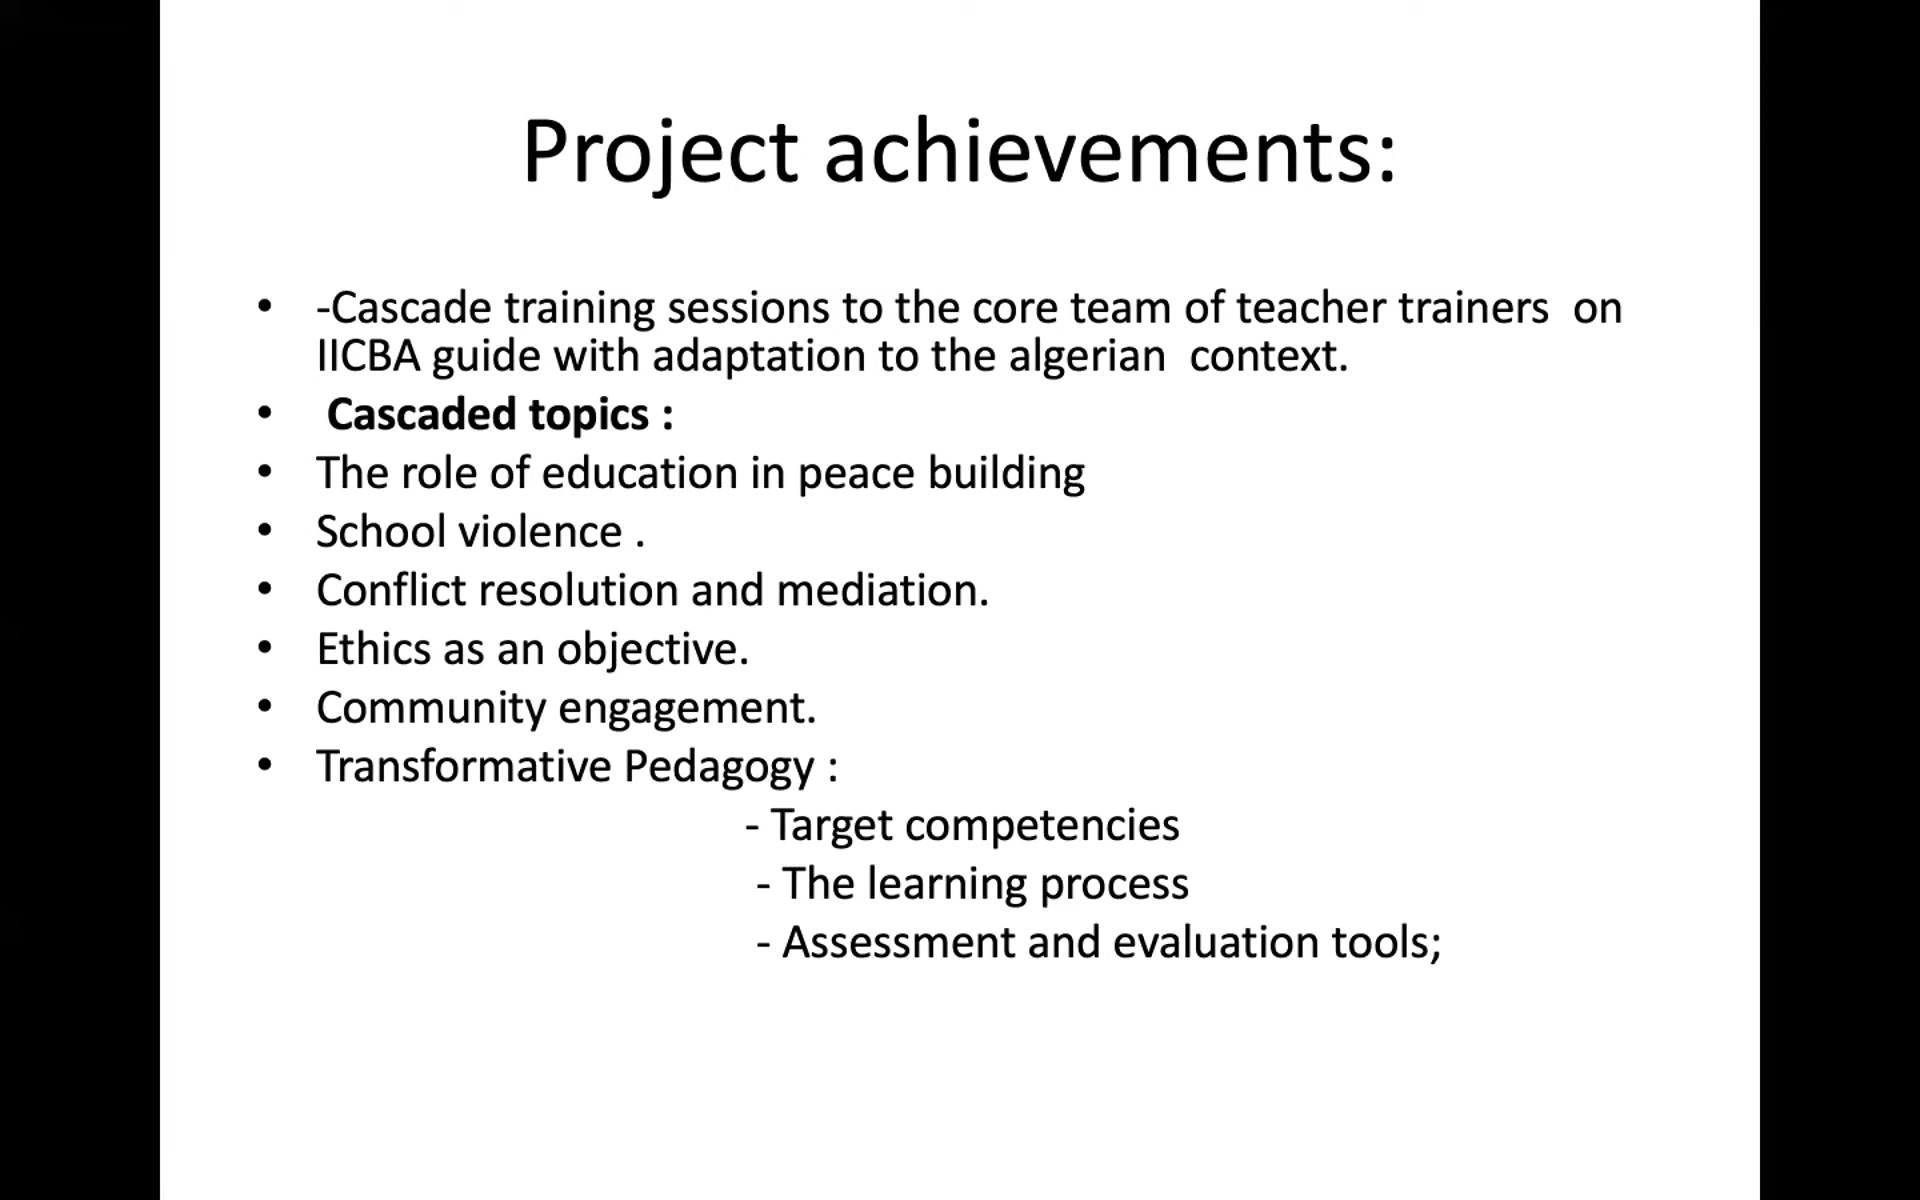 Project achievements:
• -Cascade training sessions to the core team of teacher trainers  on
IICBA guide with adaptation to the algerian  context.
•  Cascaded topics :
• The role of education in peace building
• School violence .
• Conflict resolution and mediation.
• Ethics as an objective.
• Community engagement.
• Transformative Pedagogy :
- Target competencies
- The learning process
- Assessment and evaluation tools;